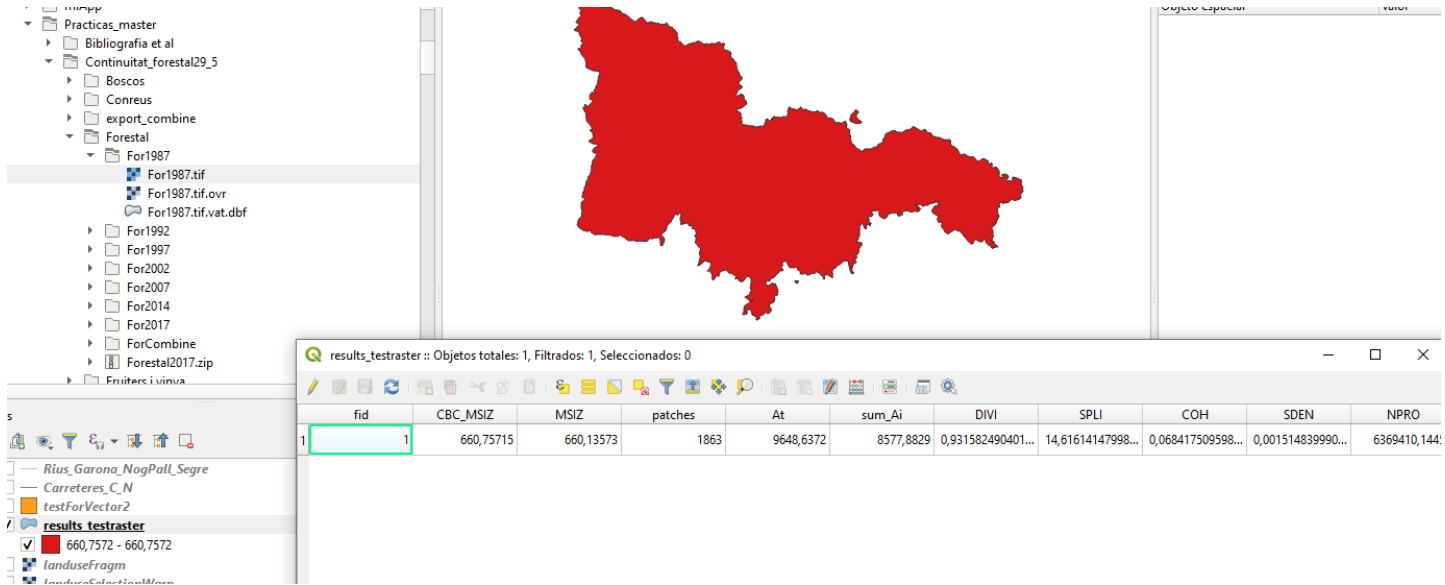 Practicas_master
Bibliografia et al
Continuitat_forestal29_5
Boscos
Conreus
export_combine
Forestal
For1987
For1987.tif
For1987.tif.ovr
For1987.tif.vat.dbf
For1992
For1997
For2002
For2007
For2014
For2017
ForCombine
Forestal2017.zip
Fruiters i vinya
Objeto espacial Valor
results_testraster :: Objetos totales: 1, Filtrados: 1, Seleccionados: 0
fid CBC_MSIZ MSIZ patches At sum_Ai DIVI SPLI COH SDEN NPRO
1 1 660,75715 660,13573 1863 9648,6372 8577,8829 0,931582490401... 14,61614147998... 0,068417509598... 0,001514839990... 6369410,1445
s
Rius_Garona_NogPall_Segre
Carreteres_C_N
testForVector2
results_testraster
660,7572 - 660,7572
landuseFragm
landuseSelectionWarp